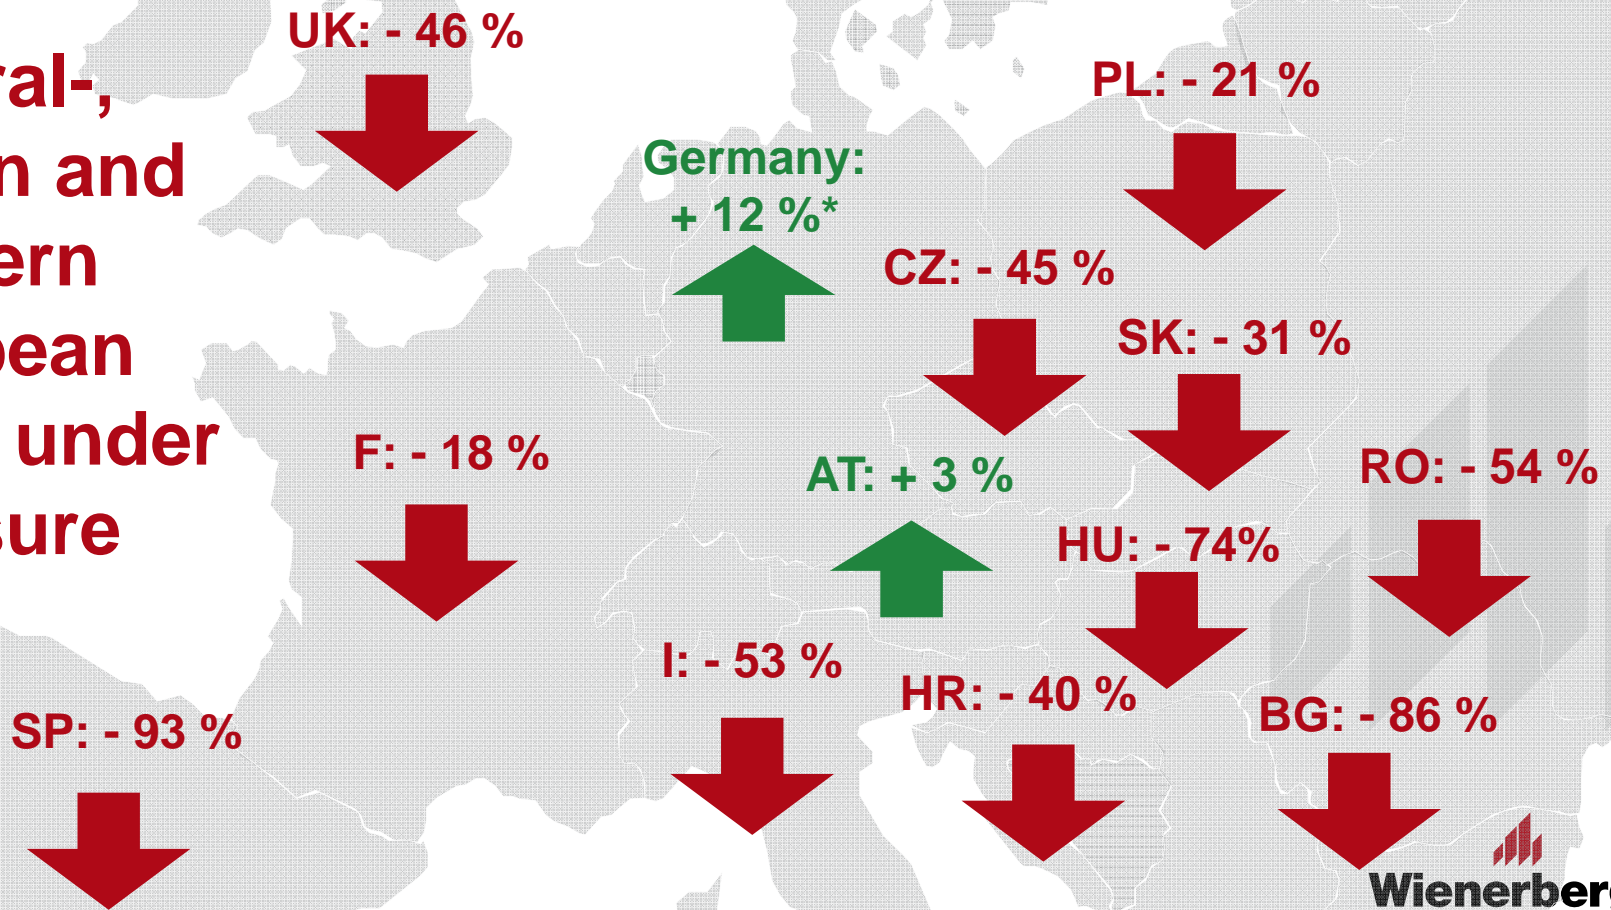 ral-,
n and
ern
pean
under
sure
UK: - 46 %
PL: - 21 %
Germany:
+ 12 %*
CZ: - 45 %
SK: - 31 %
F: - 18 %
AT: + 3 %
RO: - 54 %
HU: - 74%
I: - 53 %
HR: - 40 %
BG: - 86 %
SP: - 93 %
Wienerber